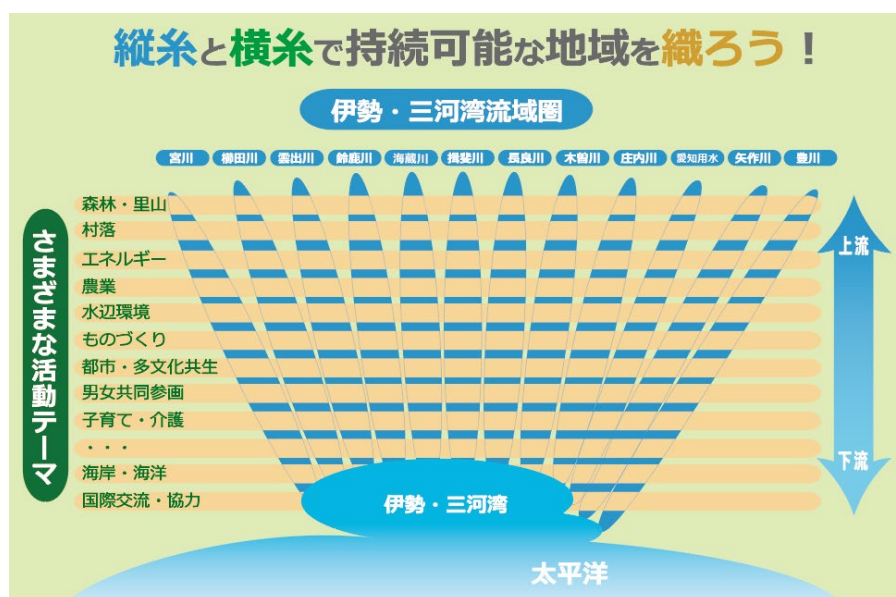 縦糸と横糸で持続可能な地域を織ろう！
伊勢・三河湾流域圏
宮川 櫛田川 雲出川 鈴鹿川 海蔵川 揖斐川 長良川 木曽川 庄内川 愛知用水 矢作川 豊川
さまざまな活動テーマ
森林・里山
村落
エネルギー
農業
水辺環境
ものづくり
都市・多文化共生
男女共同参画
子育て・介護
・・・
海岸・海洋
国際交流・協力
上流
下流
伊勢・三河湾
太平洋